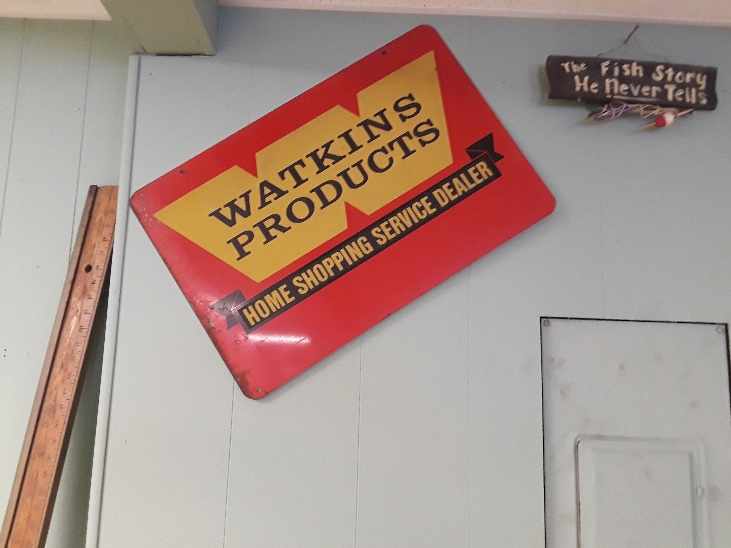 WATKINS
PRODUCTS
HOME SHOPPING SERVICE DEALER
The Fish Story
He Never Tells